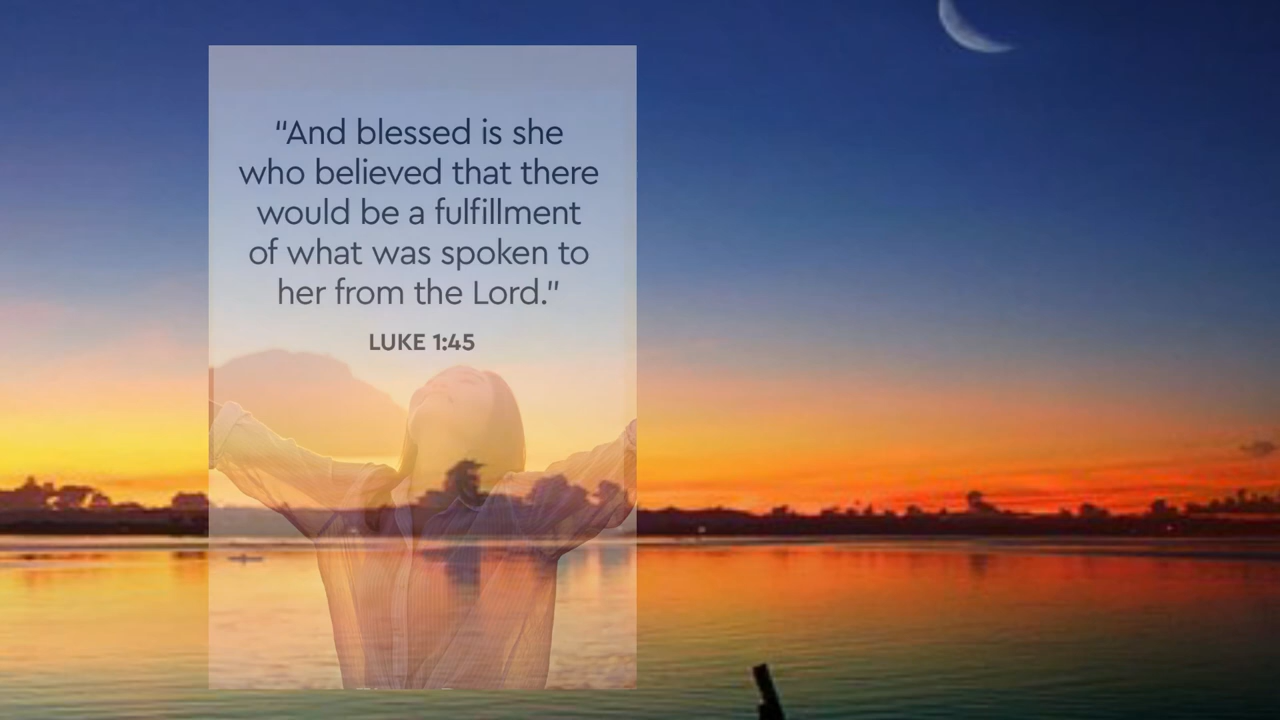 “And blessed is she
who believed that there
would be a fulfillment
of what was spoken to
her from the Lord.”
LUKE 1:45